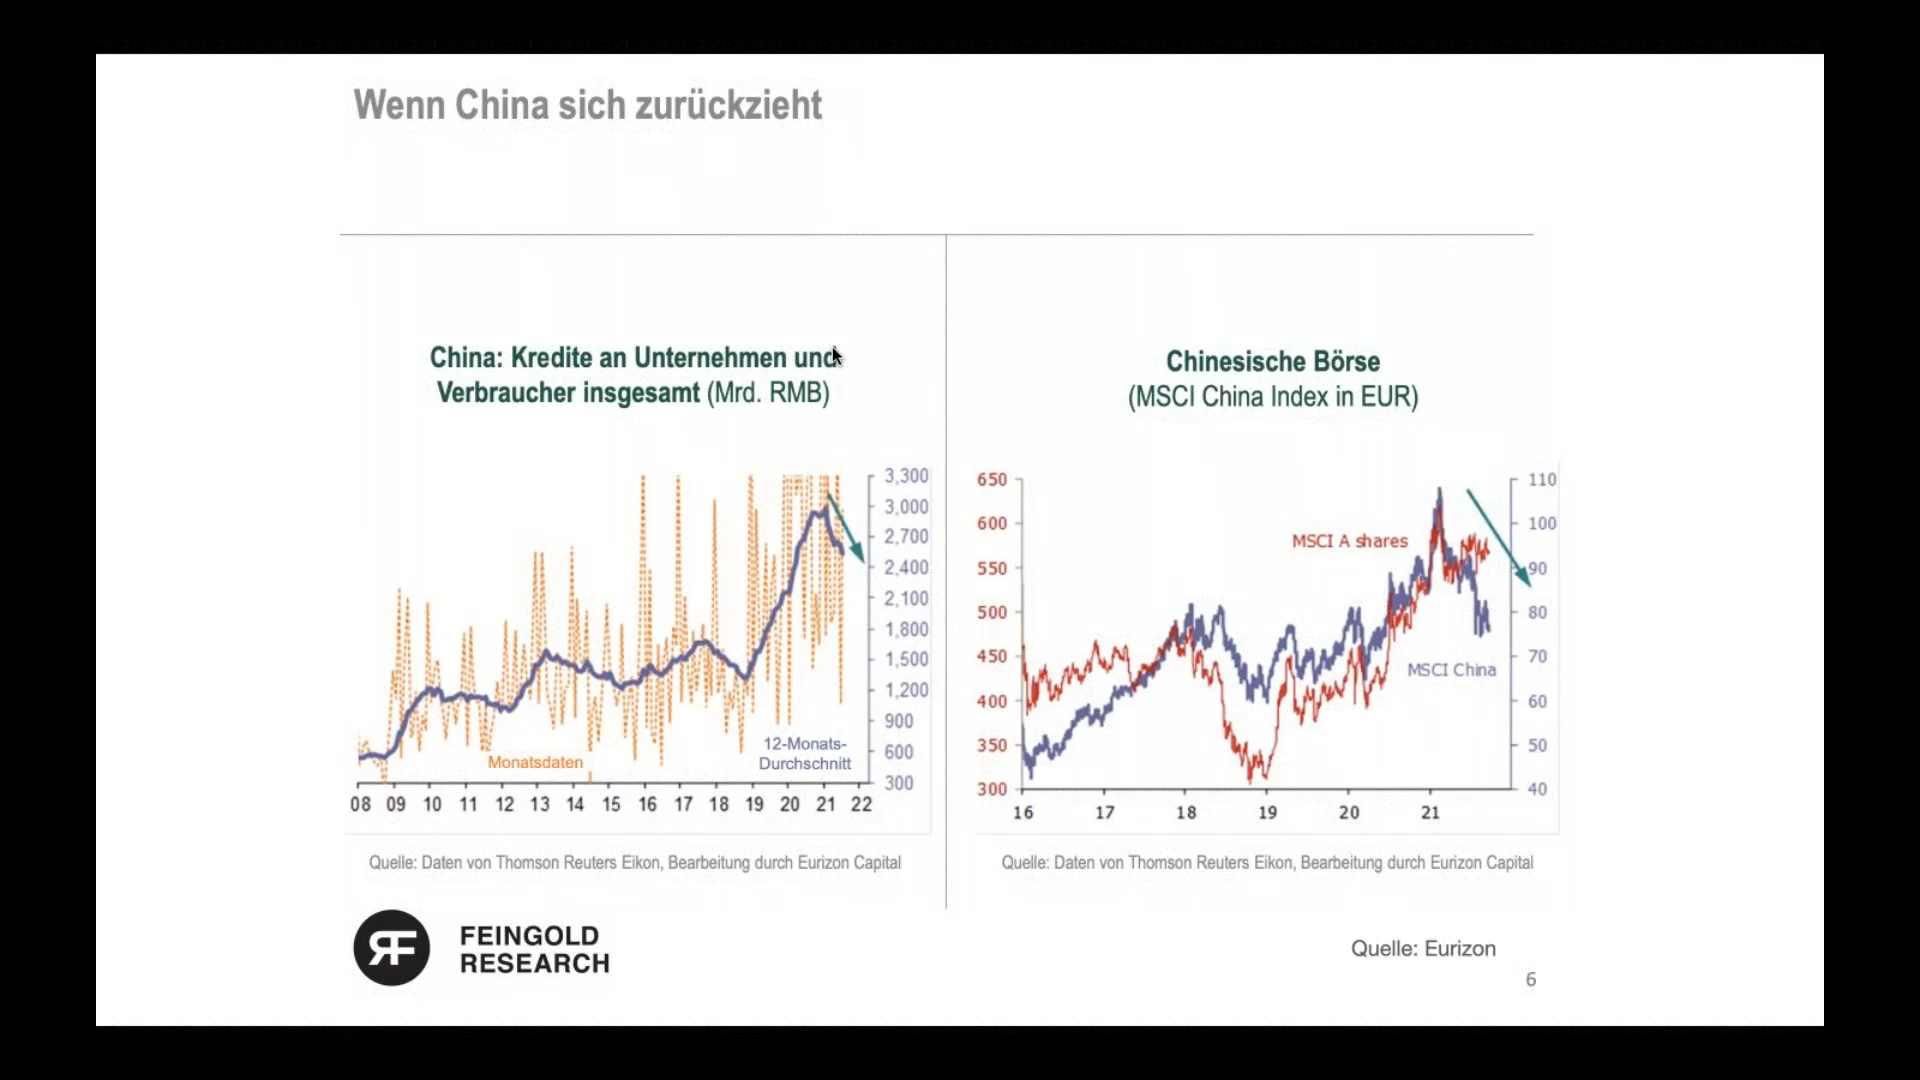 Wenn China sich zurückzieht
China: Kredite an Unternehmen und
Verbraucher insgesamt (Mrd. RMB)
3,300
3,000
2,700
2,400
2,100
1,800
1,500
1,200
900
600
300
Monatsdaten
12-Monats-
Durchschnitt
08 09 10 11 12 13 14 15 16 17 18 19 20 21 22
Quelle: Daten von Thomson Reuters Eikon, Bearbeitung durch Eurizon Capital
Chinesische Börse
(MSCI China Index in EUR)
650
600
550
500
450
400
350
300
MSCI A shares
MSCI China
110
100
90
80
70
60
50
40
16 17 18 19 20 21
Quelle: Daten von Thomson Reuters Eikon, Bearbeitung durch Eurizon Capital
RF
FEINGOLD
RESEARCH
Quelle: Eurizon
6